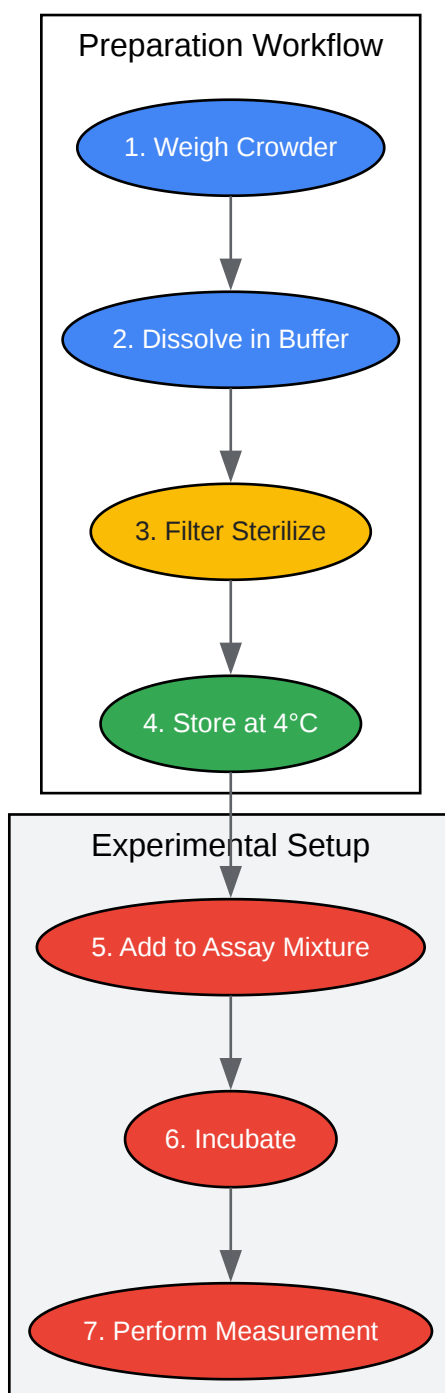 Preparation Workflow
1. Weigh Crowder
2. Dissolve in Buffer
3. Filter Sterilize
4. Store at 4°C
Experimental Setup
5. Add to Assay Mixture
6. Incubate
7. Perform Measurement